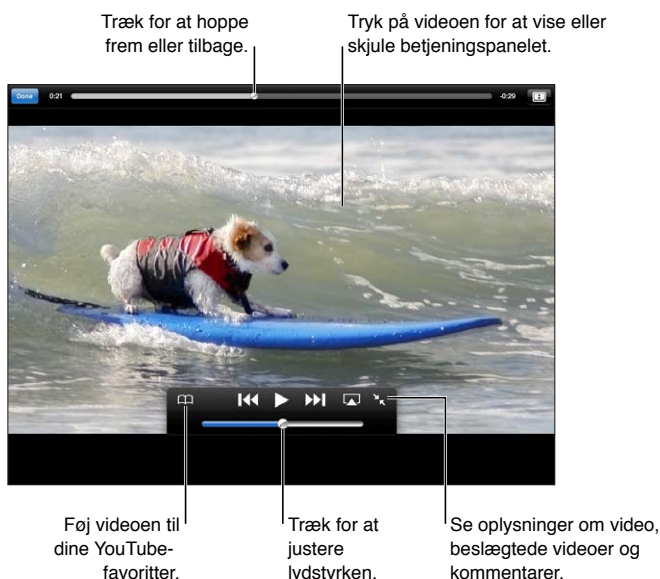 Træk for at hoppe
frem eller tilbage.
Tryk på videoen for at vise eller
skjule betjeningspanelet.
Done 0:21 -0:29
Føj videoen til
dine YouTube-
favoritter.
Træk for at
justere
lydstyrken.
Se oplysninger om video,
beslægtede videoer og
kommentarer.